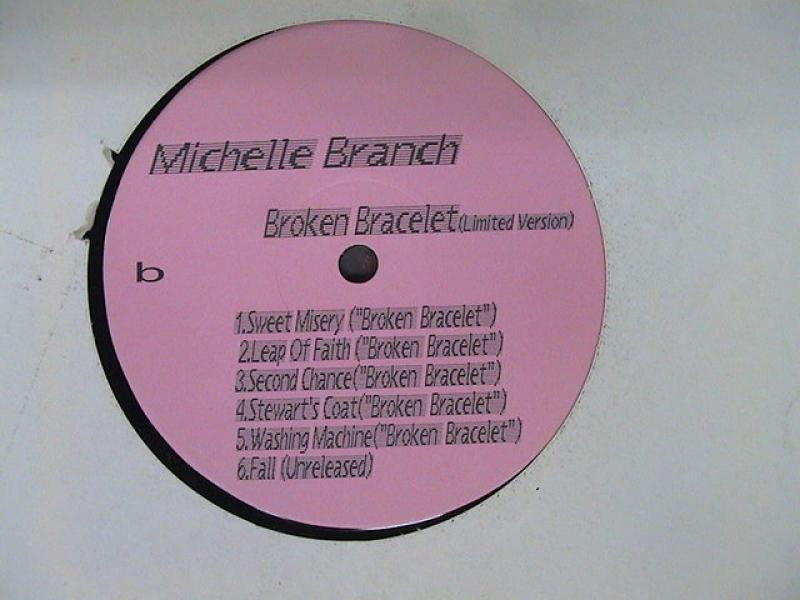 Michelle Branch
Broken Bracelet(Limited Version)
b
1.Sweet Misery ("Broken Bracelet")
2.Leap Of Faith ("Broken Bracelet")
3.Second Chance("Broken Bracelet")
4.Stewart's Coat("Broken Bracelet")
5.Washing Machine("Broken Bracelet")
6.Fall (Unreleased)